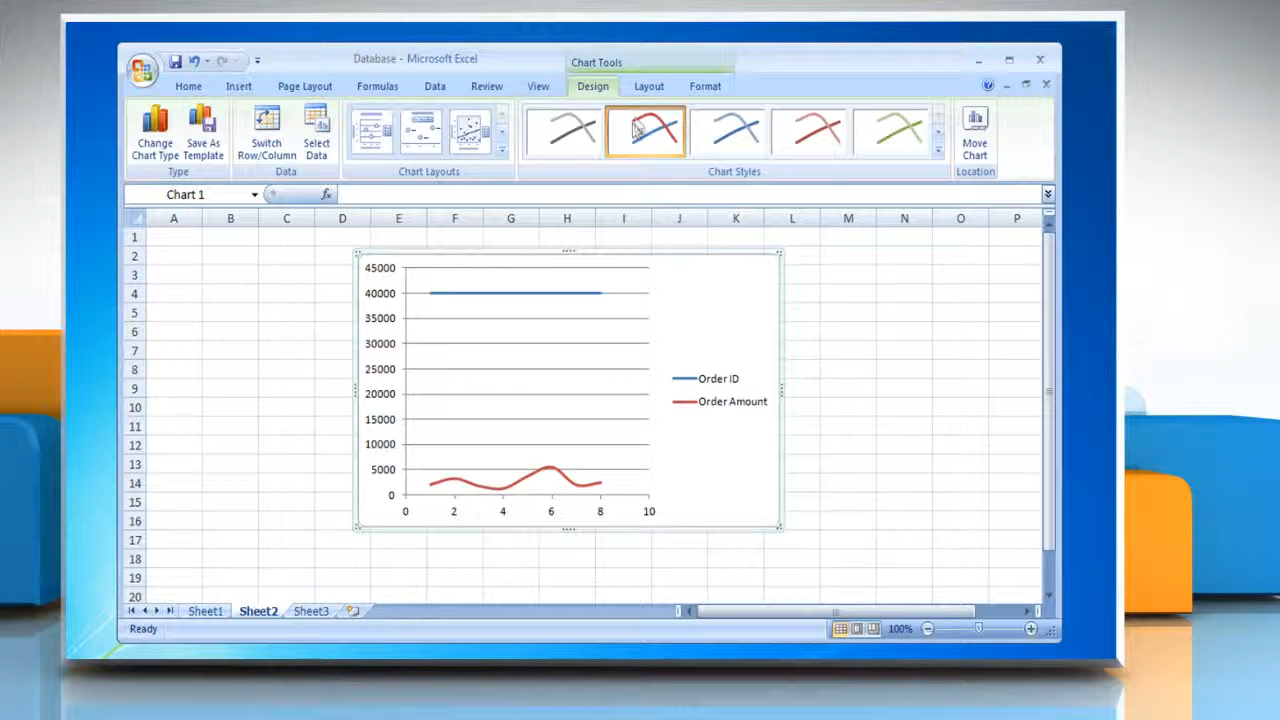 Database - Microsoft Excel
Chart Tools
Home Insert Page Layout Formulas Data Review View Design Layout Format
Change Chart Type
Save As Template
Switch Row/Column
Select Data
Move Chart
Type Data Chart Layouts Chart Styles Location
Chart 1 fx
A B C D E F G H I J K L M N O P
1
2
3
4
5
6
7
8
9
10
11
12
13
14
15
16
17
18
19
20
45000
40000
35000
30000
25000
20000
15000
10000
5000
0
0 2 4 6 8 10
Order ID
Order Amount
Sheet1 Sheet2 Sheet3
Ready 100%